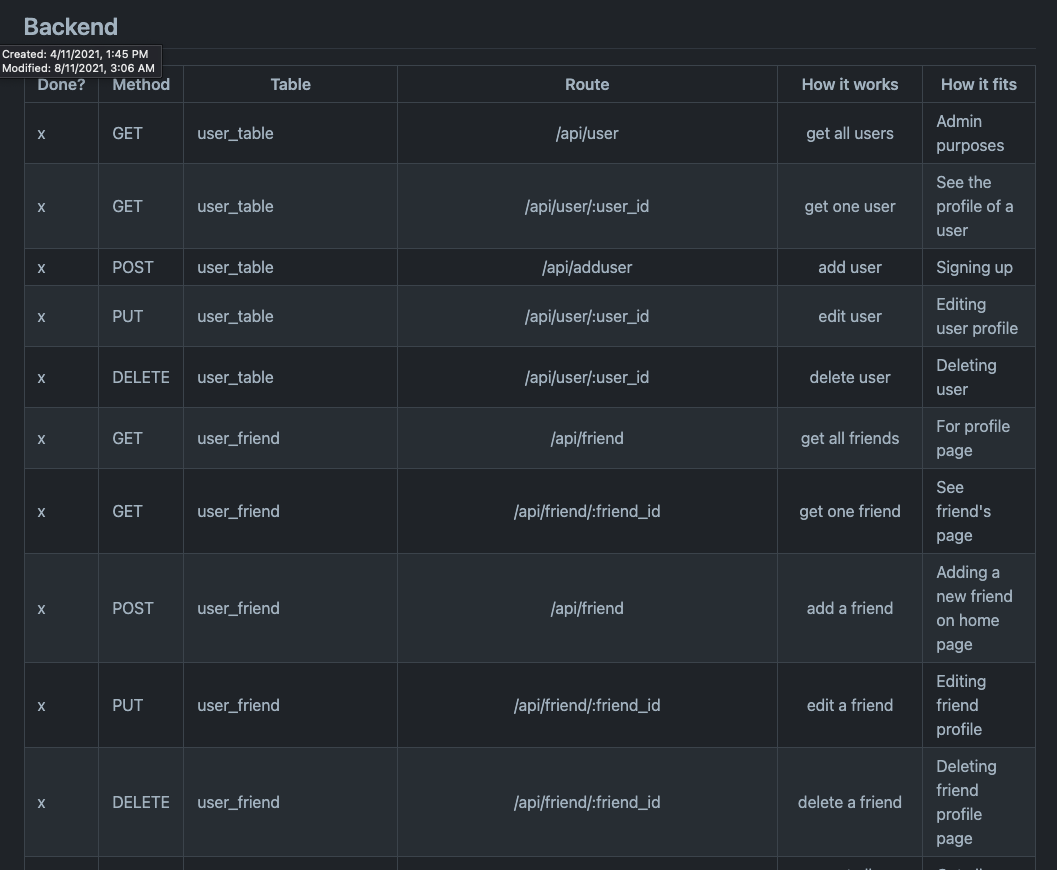 Backend
Created: 4/11/2021, 1:45 PM
Modified: 8/11/2021, 3:06 AM
Done? Method Table Route How it works How it fits
x GET user_table /api/user get all users Admin
purposes
x GET user_table /api/user/:user_id get one user See the
profile of a
user
x POST user_table /api/adduser add user Signing up
x PUT user_table /api/user/:user_id edit user Editing
user profile
x DELETE user_table /api/user/:user_id delete user Deleting
user
x GET user_friend /api/friend get all friends For profile
page
x GET user_friend /api/friend/:friend_id get one friend See
friend's
page
x POST user_friend /api/friend add a friend Adding a
new friend
on home
page
x PUT user_friend /api/friend/:friend_id edit a friend Editing
friend
profile
x DELETE user_friend /api/friend/:friend_id delete a friend Deleting
friend
profile
page